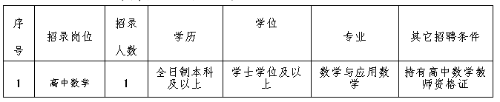 序号 招录岗位 招录人数 学历 学位 专业 其它招聘条件
1 高中数学 1 全日制本科及以上 学士学位及以上 数学与应用数学 持有高中数学教师资格证